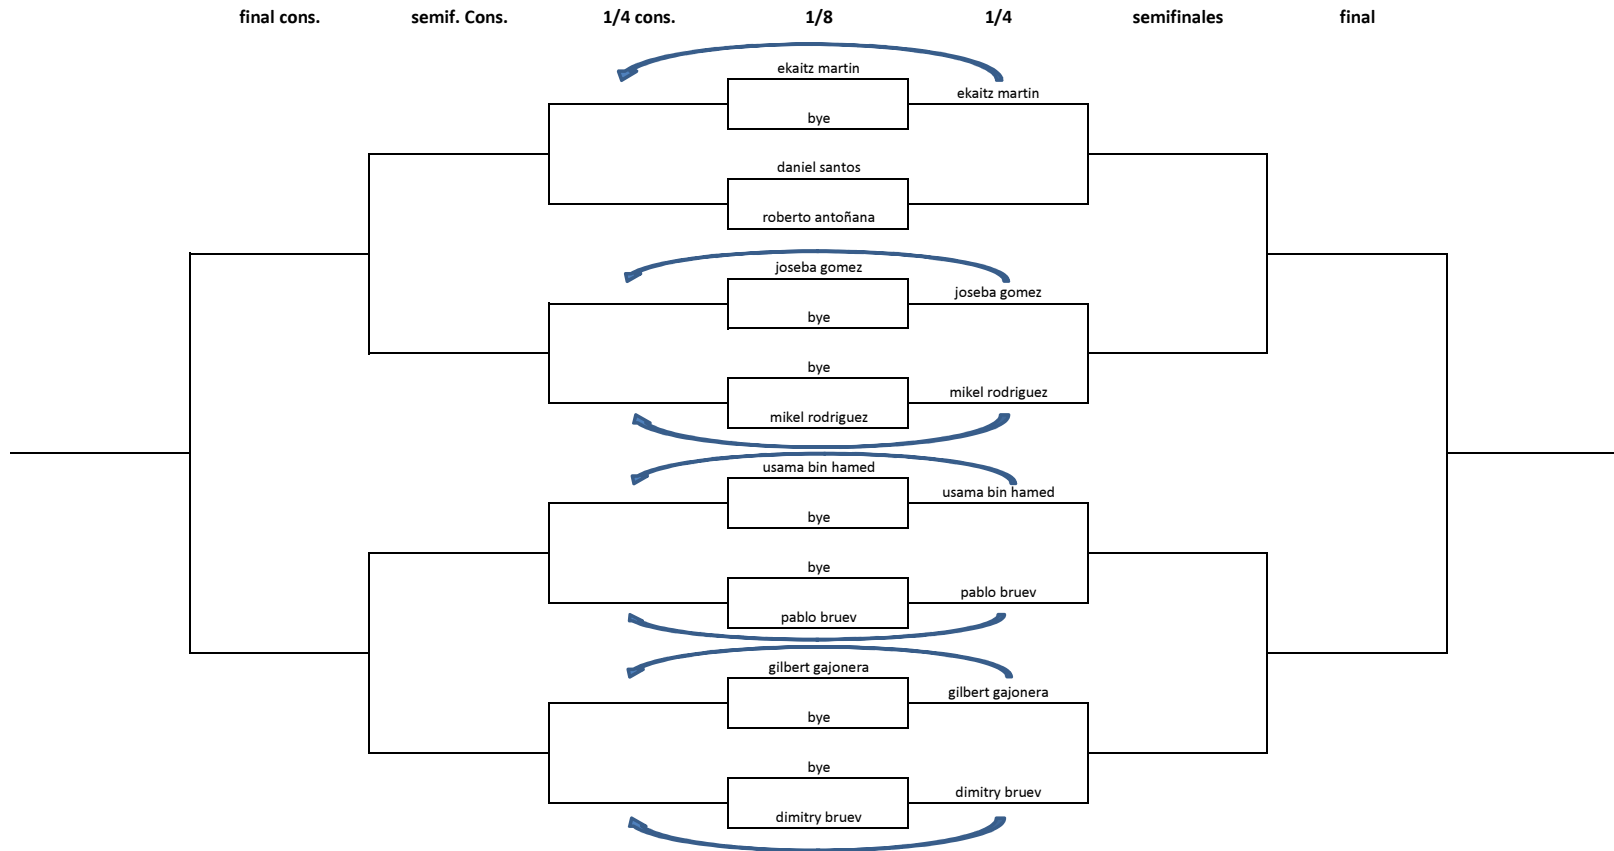 final cons. semif. Cons. 1/4 cons. 1/8 1/4 semifinales final
ekaitz martin
ekaitz martin
bye
daniel santos
roberto antoñana
joseba gomez
joseba gomez
bye
bye
mikel rodriguez
mikel rodriguez
usama bin hamed
usama bin hamed
bye
bye
pablo bruev
pablo bruev
gilbert gajonera
gilbert gajonera
bye
bye
dimitry bruev
dimitry bruev